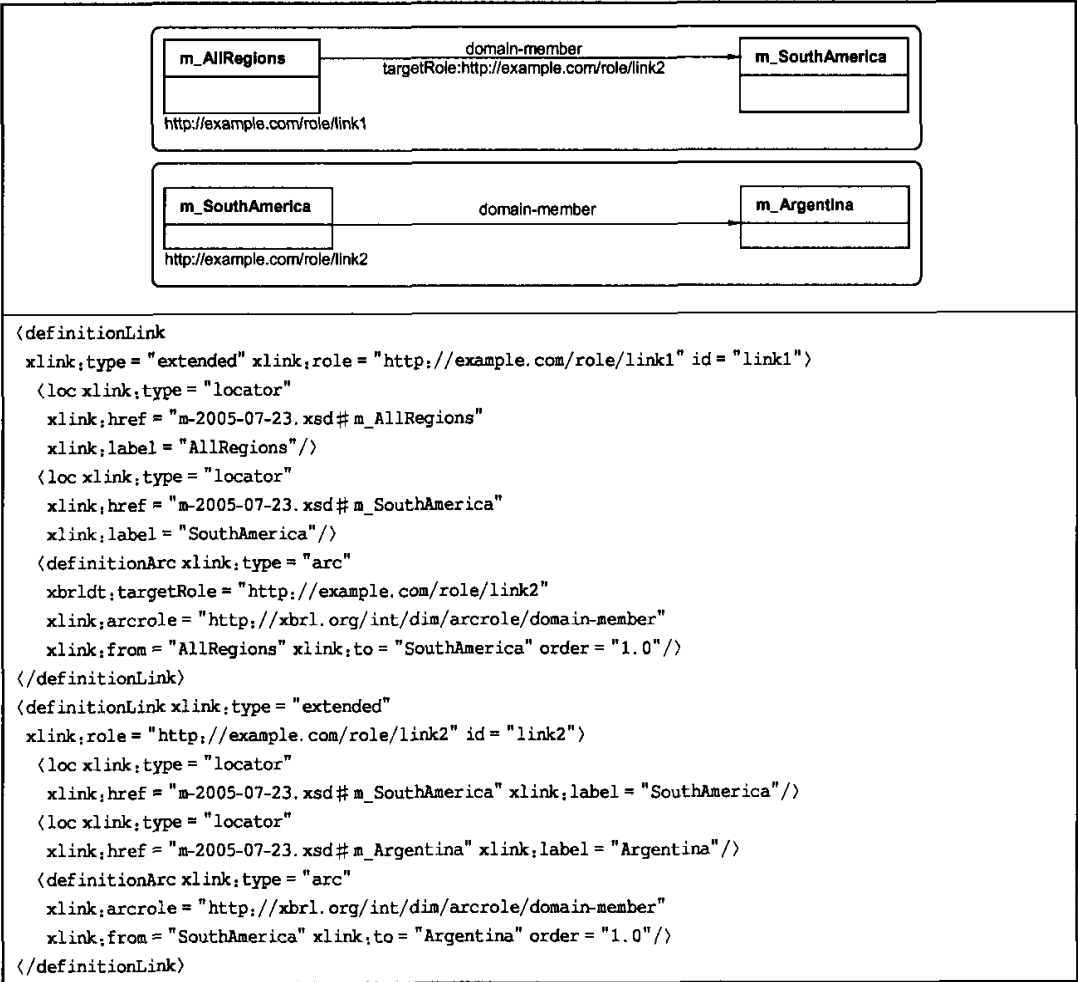 m_AllRegions
domain-member
targetRole:http://example.com/role/link2
m_SouthAmerica
http://example.com/role/link1
m_SouthAmerica
domain-member
m_Argentina
http://example.com/role/link2
〈definitionLink
xlink:type = "extended" xlink:role = "http://example.com/role/link1" id = "link1"〉
〈loc xlink:type = "locator"
xlink:href = "m-2005-07-23.xsd# m_AllRegions"
xlink:label = "AllRegions"/〉
〈loc xlink:type = "locator"
xlink:href = "m-2005-07-23.xsd# m_SouthAmerica"
xlink:label = "SouthAmerica"/〉
〈definitionArc xlink:type = "arc"
xbrldt:targetRole = "http://example.com/role/link2"
xlink:arcrole = "http://xbrl.org/int/dim/arcrole/domain-member"
xlink:from = "AllRegions" xlink:to = "SouthAmerica" order = "1.0"/〉
〈/definitionLink〉
〈definitionLink xlink:type = "extended"
xlink:role = "http://example.com/role/link2" id = "link2"〉
〈loc xlink:type = "locator"
xlink:href = "m-2005-07-23.xsd# m_SouthAmerica" xlink:label = "SouthAmerica"/〉
〈loc xlink:type = "locator"
xlink:href = "m-2005-07-23.xsd# m_Argentina" xlink:label = "Argentina"/〉
〈definitionArc xlink:type = "arc"
xlink:arcrole = "http://xbrl.org/int/dim/arcrole/domain-member"
xlink:from = "SouthAmerica" xlink:to = "Argentina" order = "1.0"/〉
〈/definitionLink〉